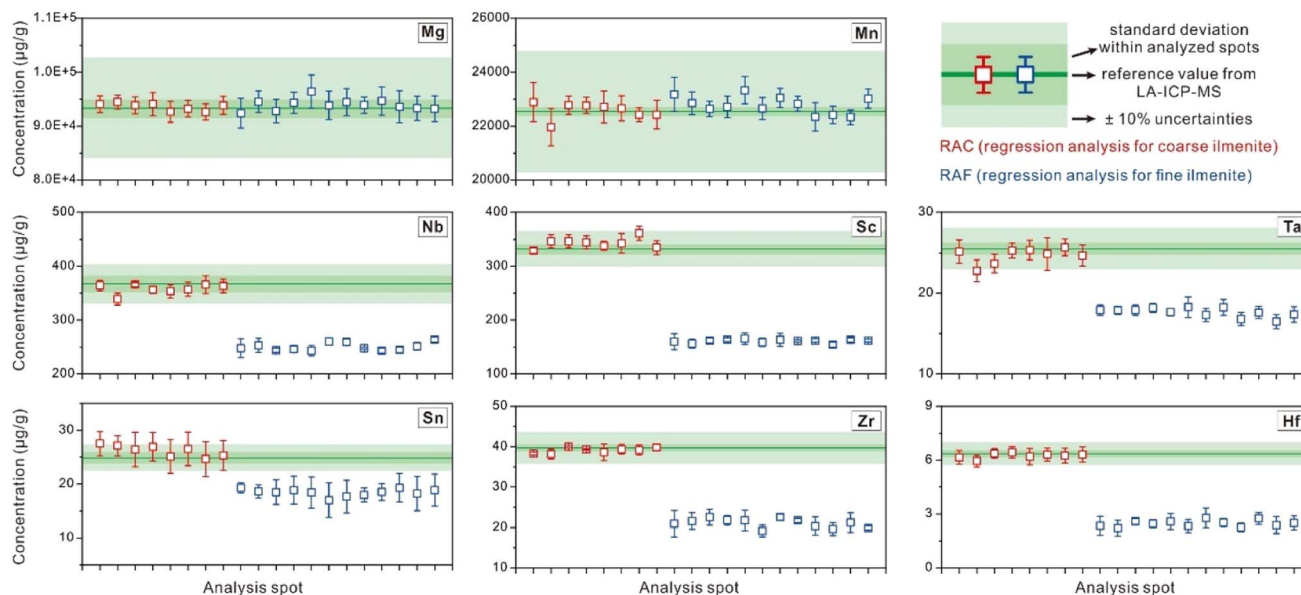 1.1E+5
1.0E+5
9.0E+4
8.0E+4
Concentration (µg/g)
Mg
26000
24000
22000
20000
Mn
standard deviation
within analyzed spots
reference value from
LA-ICP-MS
± 10% uncertainties
RAC (regression analysis for coarse ilmenite)
RAF (regression analysis for fine ilmenite)
500
400
300
200
Concentration (µg/g)
Nb
400
300
200
100
Sc
30
20
10
Ta
30
20
10
Concentration (µg/g)
Sn
Analysis spot
50
40
30
20
10
Zr
Analysis spot
9
6
3
0
Hf
Analysis spot